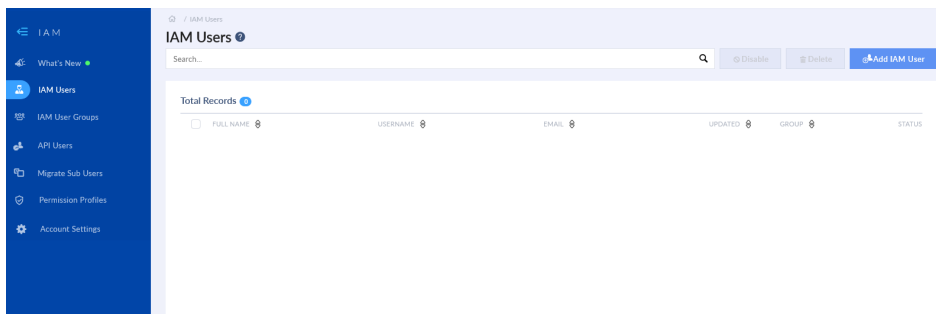 / IAM Users
IAM
IAM Users ?
What's New
Search...
Disable
Delete
Add IAM User
IAM Users
Total Records 0
IAM User Groups
FULL NAME USERNAME EMAIL UPDATED GROUP STATUS
API Users
Migrate Sub Users
Permission Profiles
Account Settings